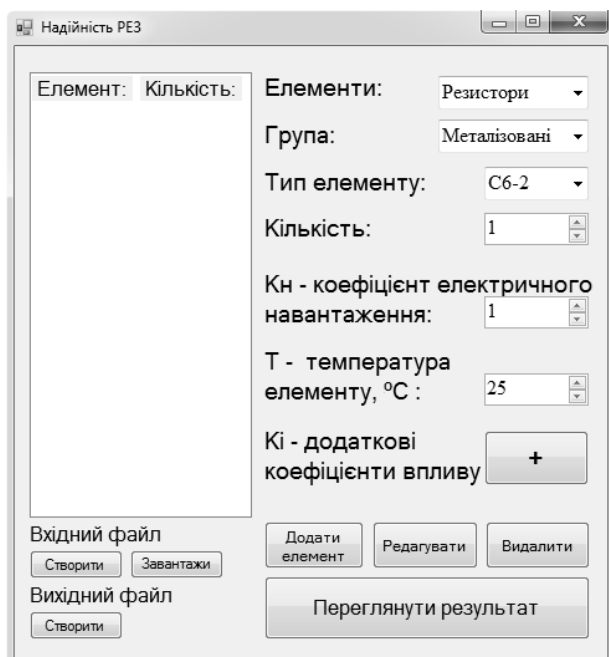 Надійність РЕЗ
Елемент: Кількість:
Елементи: Резистори
Група: Металізовані
Тип елементу: С6-2
Кількість: 1
Кн - коефіцієнт електричного
навантаження: 1
Т - температура
елементу, ºС : 25
Кі - додаткові
коефіцієнти впливу +
Вхідний файл
Створити Завантажи
Вихідний файл
Створити
Додати
елемент Редагувати Видалити
Переглянути результат